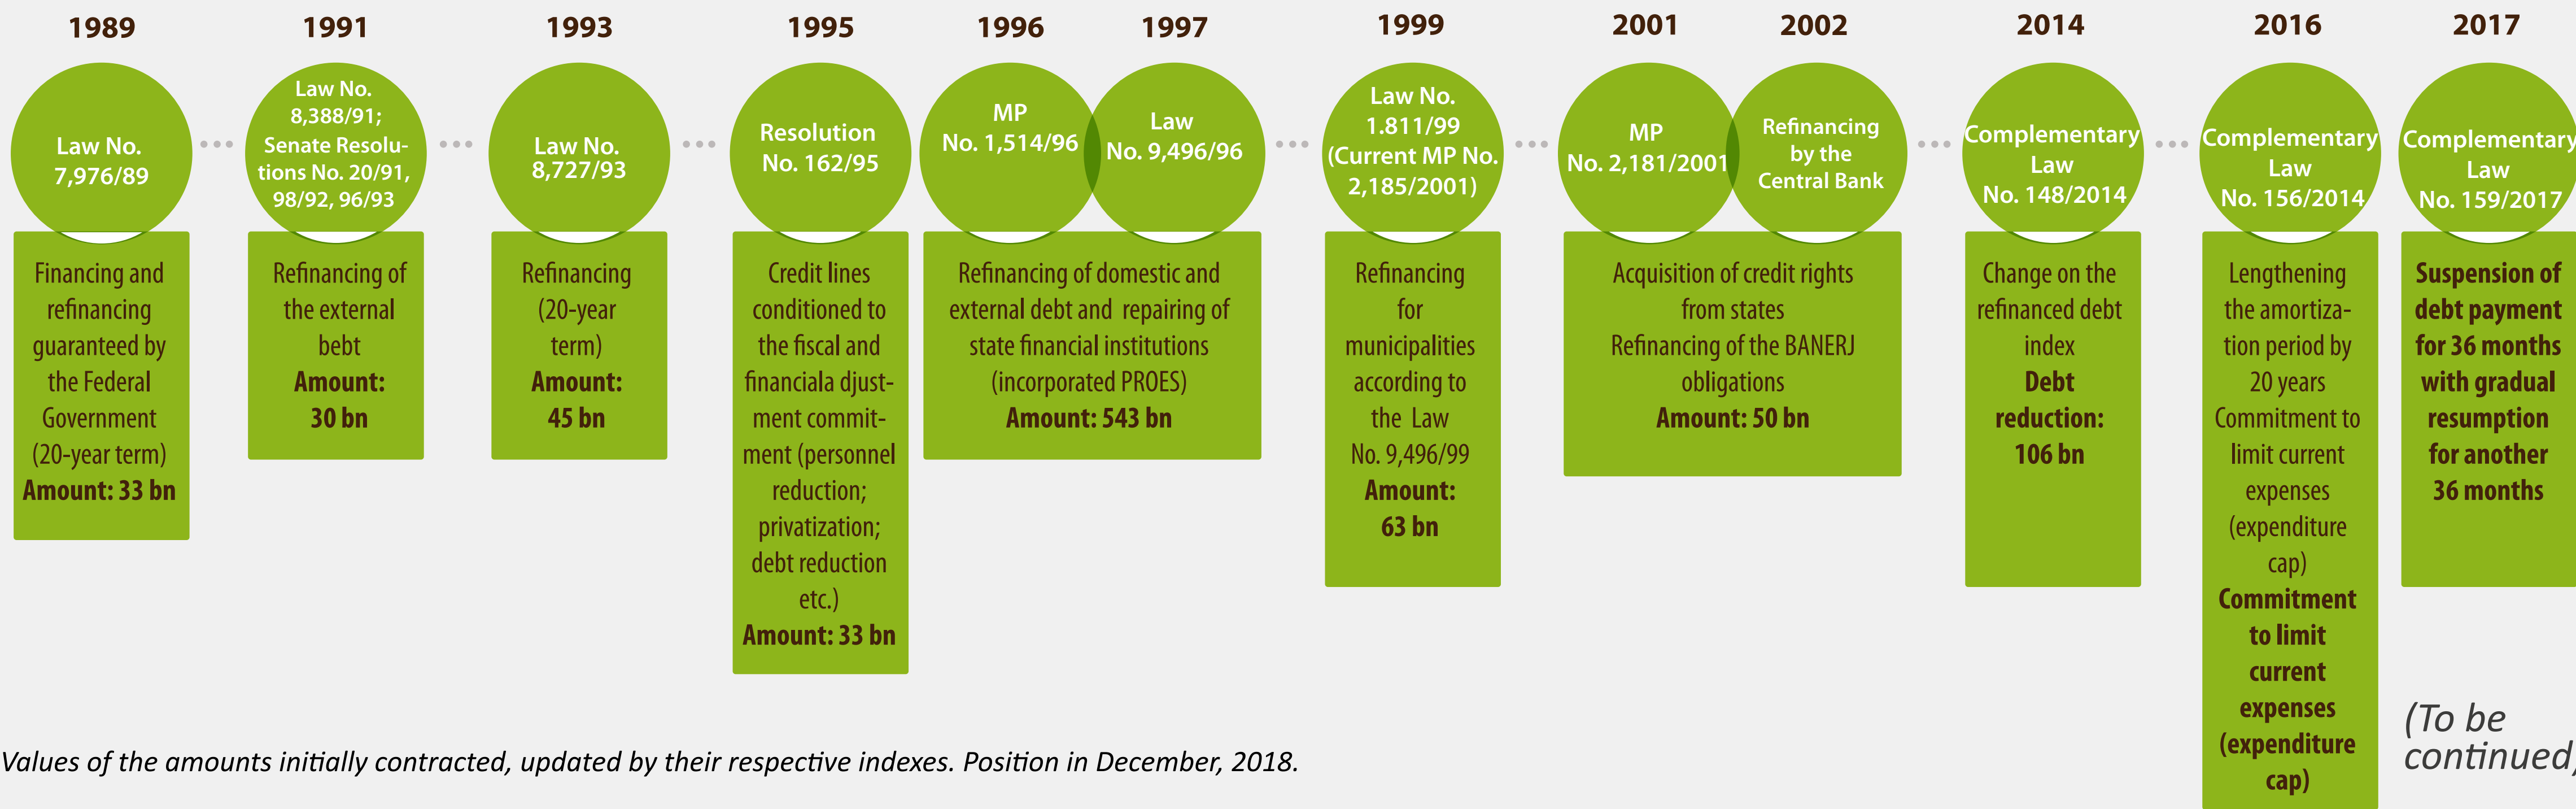 1989
Law No.
7,976/89
Financing and
refinancing
guaranteed by
the Federal
Government
(20-year term)
Amount: 33 bn
1991
Law No.
8,388/91;
Senate Resolu-
tions No. 20/91,
98/92, 96/93
Refinancing of
the external
bebt
Amount:
30 bn
1993
Law No.
8,727/93
Refinancing
(20-year
term)
Amount:
45 bn
1995
Resolution
No. 162/95
Credit lines
conditioned to
the fiscal and
financiala djust-
ment commit-
ment (personnel
reduction;
privatization;
debt reduction
etc.)
Amount: 33 bn
1996
MP
No. 1,514/96
1997
Law
No. 9,496/96
Refinancing of domestic and
external debt and repairing of
state financial institutions
(incorporated PROES)
Amount: 543 bn
1999
Law No.
1.811/99
(Current MP No.
2,185/2001)
Refinancing
for
municipalities
according to
the Law
No. 9,496/99
Amount:
63 bn
2001
MP
No. 2,181/2001
2002
Refinancing
by the
Central Bank
Acquisition of credit rights
from states
Refinancing of the BANERJ
obligations
Amount: 50 bn
2014
Complementary
Law
No. 148/2014
Change on the
refinanced debt
index
Debt
reduction:
106 bn
2016
Complementary
Law
No. 156/2014
Lengthening
the amortiza-
tion period by
20 years
Commitment to
limit current
expenses
(expenditure
cap)
Commitment
to limit
current
expenses
(expenditure
cap)
2017
Complementary
Law
No. 159/2017
Suspension of
debt payment
for 36 months
with gradual
resumption
for another
36 months
(To be
continued)
Values of the amounts initially contracted, updated by their respective indexes. Position in December, 2018.